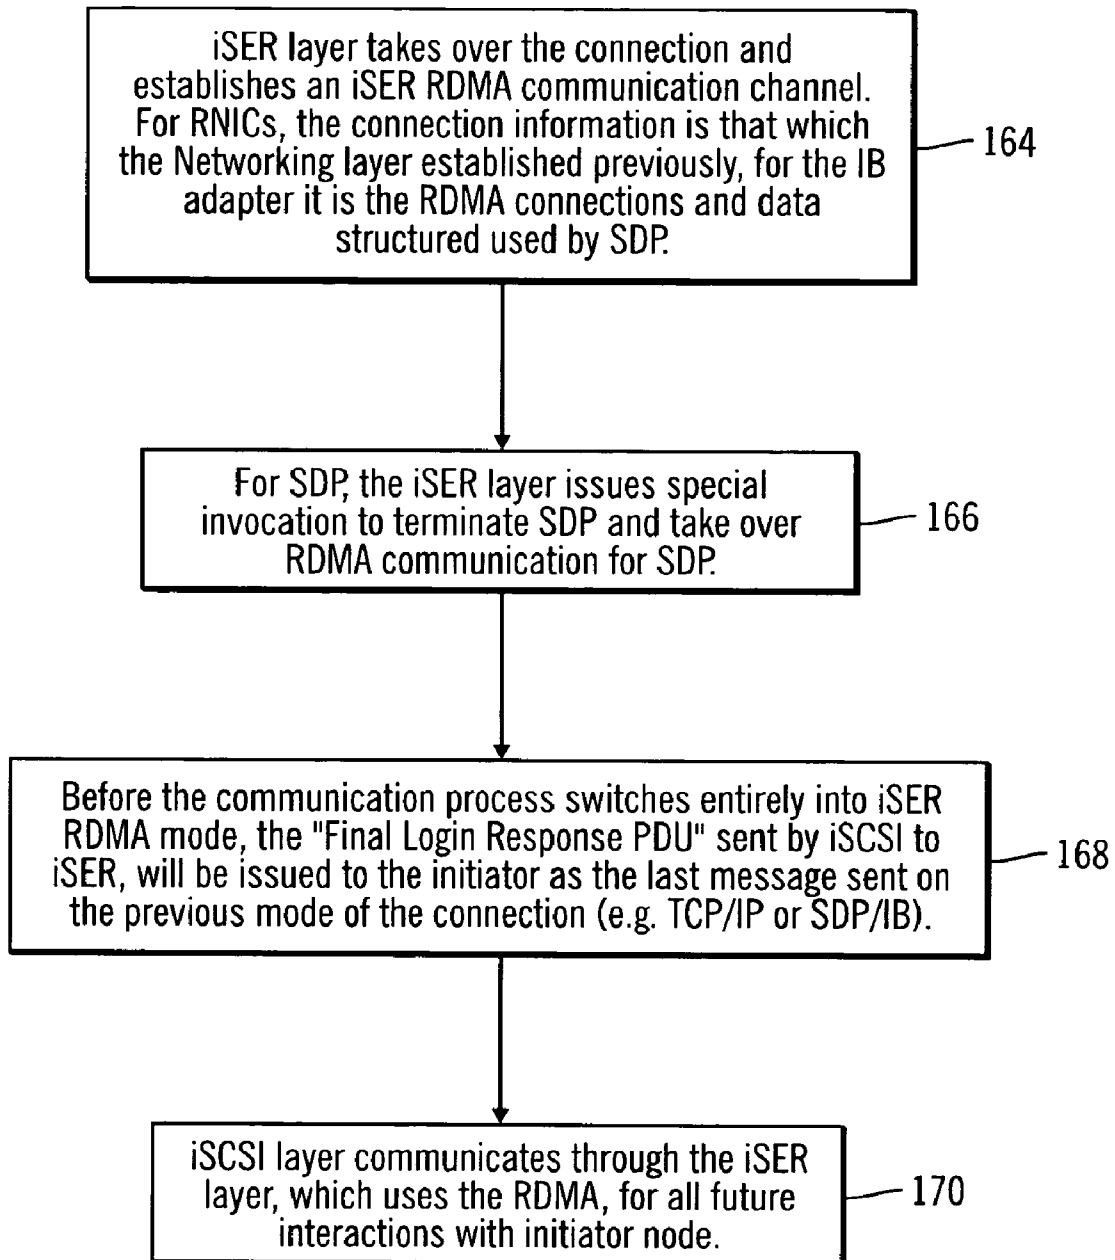 iSER layer takes over the connection and
establishes an iSER RDMA communication channel.
For RNICs, the connection information is that which
the Networking layer established previously, for the IB
adapter it is the RDMA connections and data
structured used by SDP.
164
For SDP, the iSER layer issues special
invocation to terminate SDP and take over
RDMA communication for SDP.
166
Before the communication process switches entirely into iSER
RDMA mode, the "Final Login Response PDU" sent by iSCSI to
iSER, will be issued to the initiator as the last message sent on
the previous mode of the connection (e.g. TCP/IP or SDP/IB).
168
iSCSI layer communicates through the iSER
layer, which uses the RDMA, for all future
interactions with initiator node.
170